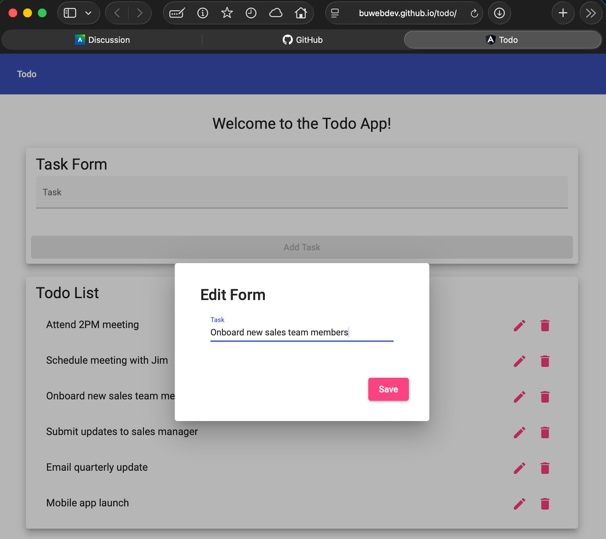 buwebdev.github.io/todo/
Discussion
GitHub
Todo
Todo
Welcome to the Todo App!
Task Form
Task
Add Task
Edit Form
Task
Onboard new sales team members
Save
Todo List
Attend 2PM meeting
Schedule meeting with Jim
Onboard new sales team me
Submit updates to sales manager
Email quarterly update
Mobile app launch